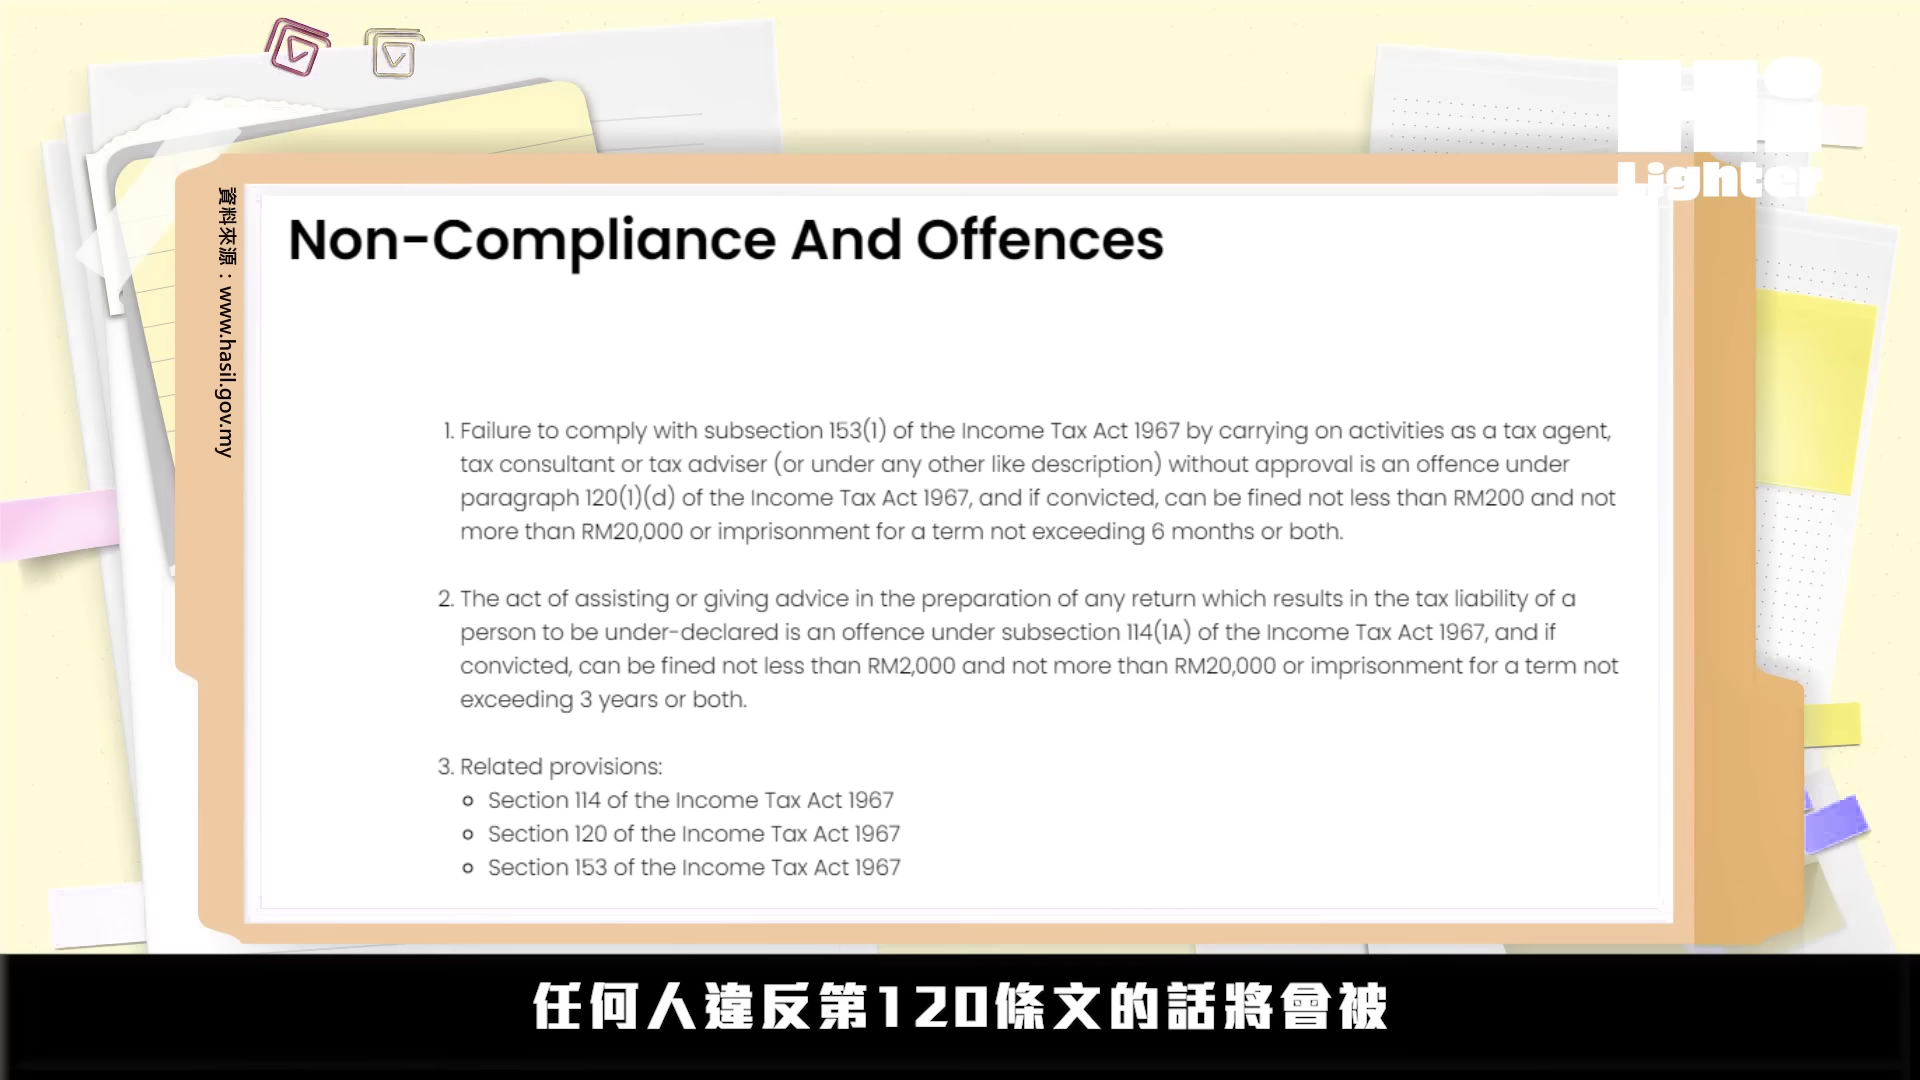 Hi
Lighter
資料來源：www.hasil.gov.my
Non-Compliance And Offences
1. Failure to comply with subsection 153(1) of the Income Tax Act 1967 by carrying on activities as a tax agent,
tax consultant or tax adviser (or under any other like description) without approval is an offence under
paragraph 120(1)(d) of the Income Tax Act 1967, and if convicted, can be fined not less than RM200 and not
more than RM20,000 or imprisonment for a term not exceeding 6 months or both.
2. The act of assisting or giving advice in the preparation of any return which results in the tax liability of a
person to be under-declared is an offence under subsection 114(1A) of the Income Tax Act 1967, and if
convicted, can be fined not less than RM2,000 and not more than RM20,000 or imprisonment for a term not
exceeding 3 years or both.
3. Related provisions:
Section 114 of the Income Tax Act 1967
Section 120 of the Income Tax Act 1967
Section 153 of the Income Tax Act 1967
任何人違反第120條文的話將會被